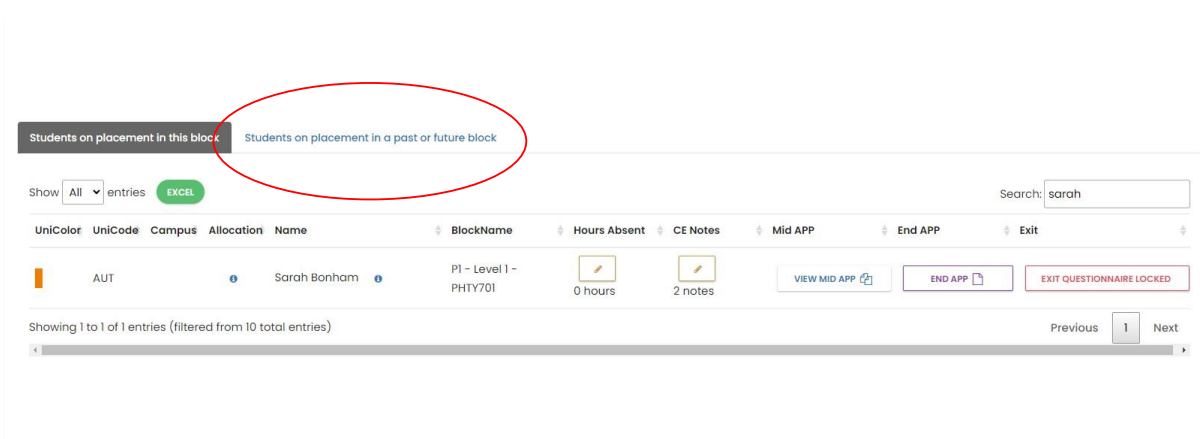 Students on placement in this block Students on placement in a past or future block
Show All entries EXCEL Search: sarah
UniColor UniCode Campus Allocation Name BlockName Hours Absent CE Notes Mid APP End APP Exit
AUT Sarah Bonham P1 - Level 1 - PHTY701 0 hours 2 notes VIEW MID APP END APP EXIT QUESTIONNAIRE LOCKED
Showing 1 to 1 of 1 entries (filtered from 10 total entries) Previous 1 Next